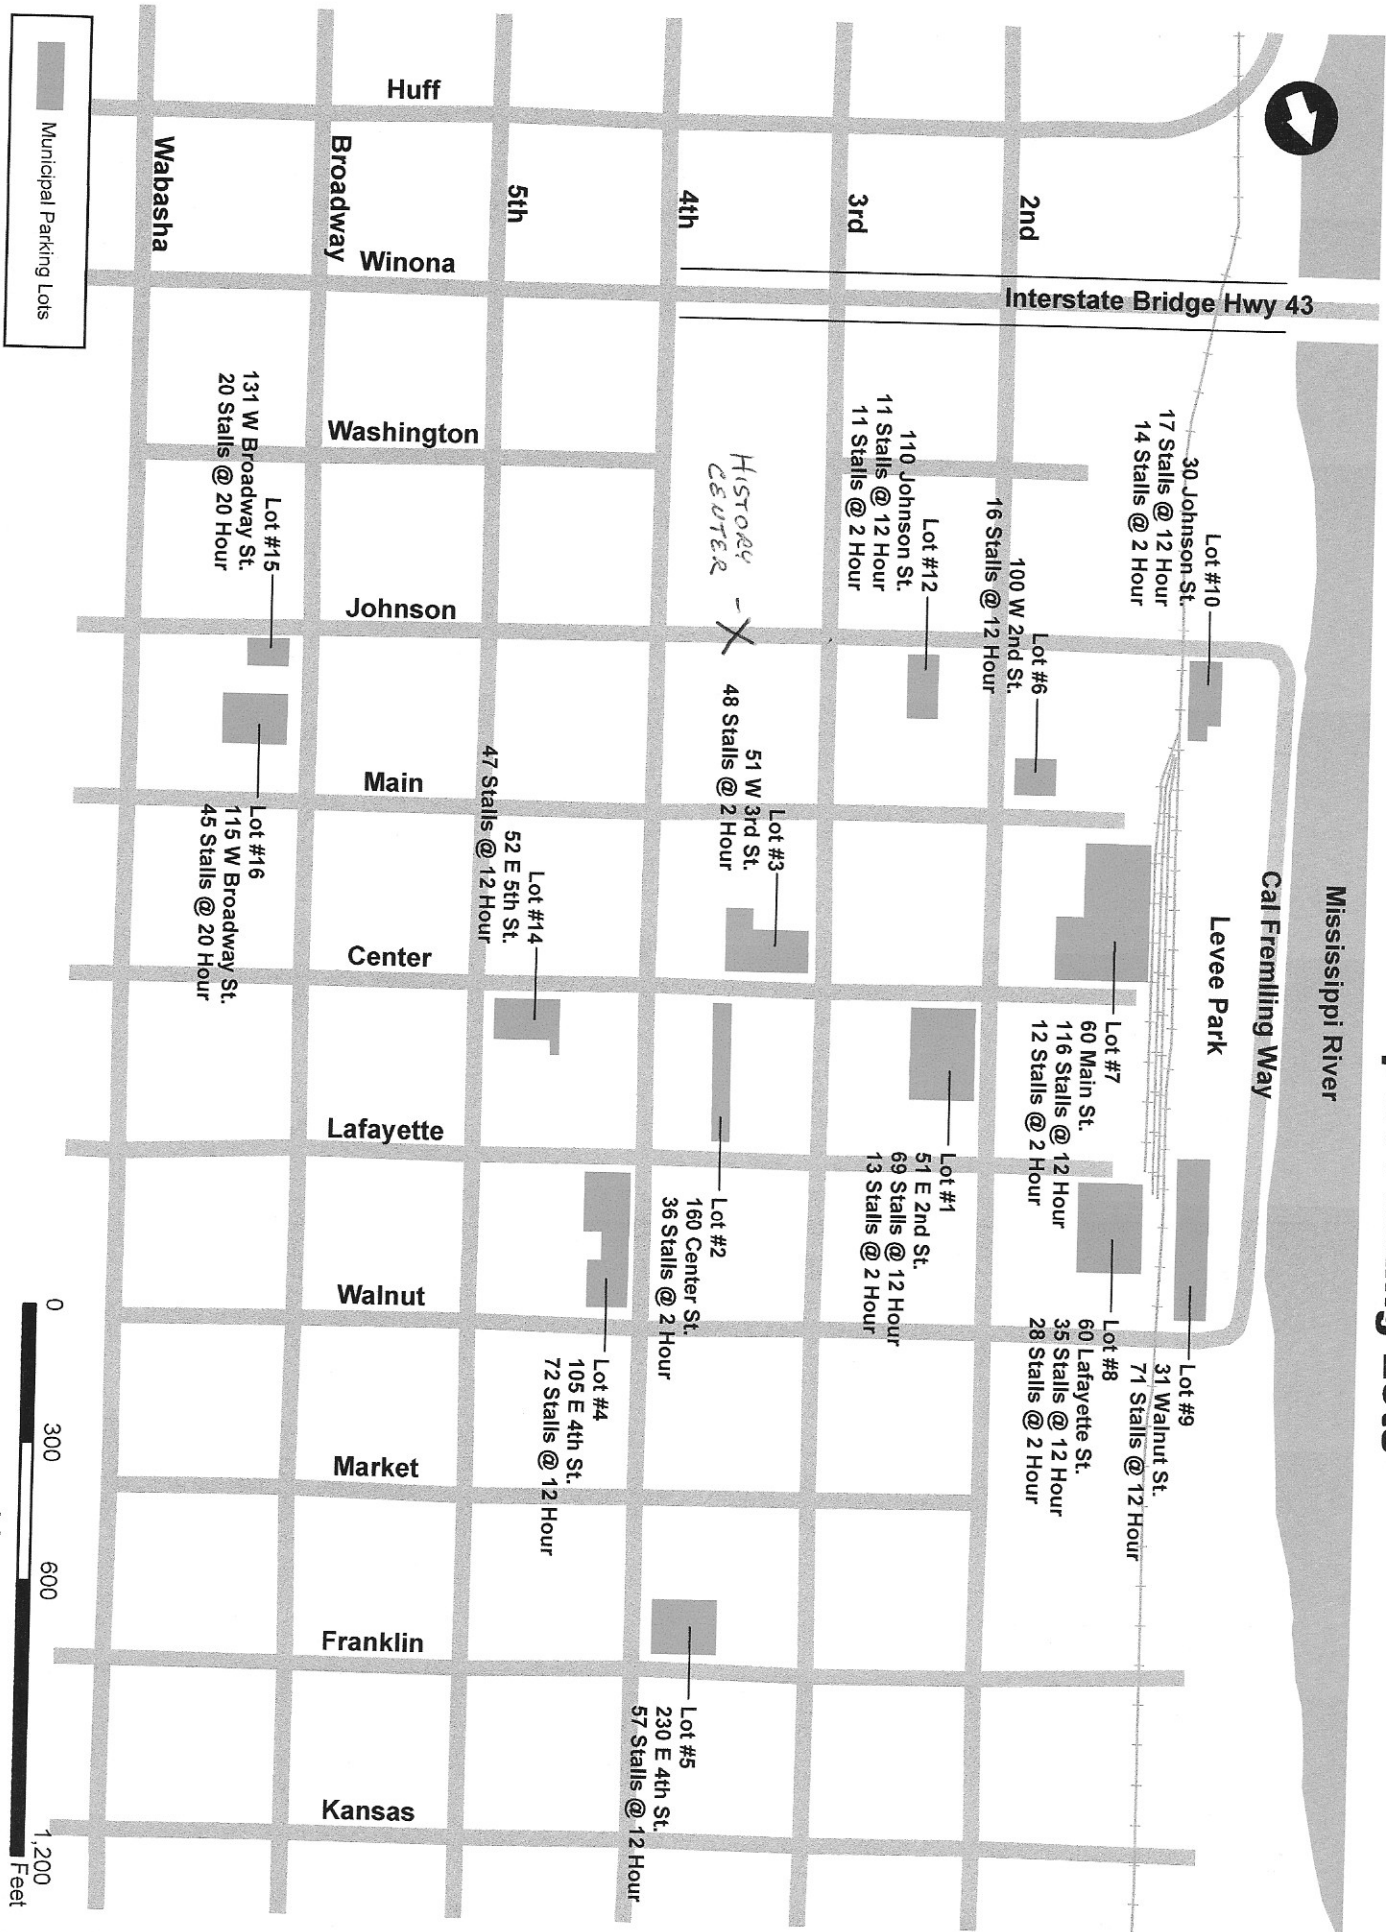 Mississippi River
Cal Fremlling Way
Levee Park
Interstate Bridge Hwy 43
Huff
Winona
Washington
Johnson
Main
Center
Lafayette
Walnut
Market
Franklin
Kansas
2nd
3rd
4th
5th
Broadway
Wabasha
Lot #10
30 Johnson St.
17 Stalls @ 12 Hour
14 Stalls @ 2 Hour
Lot #6
100 W 2nd St.
16 Stalls @ 12 Hour
Lot #12
110 Johnson St.
11 Stalls @ 12 Hour
11 Stalls @ 2 Hour
HISTORY
CENTER - X
Lot #3
51 W 3rd St.
48 Stalls @ 2 Hour
Lot #7
60 Main St.
116 Stalls @ 12 Hour
12 Stalls @ 2 Hour
Lot #1
51 E 2nd St.
69 Stalls @ 12 Hour
13 Stalls @ 2 Hour
Lot #2
160 Center St.
36 Stalls @ 2 Hour
Lot #9
31 Walnut St.
71 Stalls @ 12 Hour
Lot #8
60 Lafayette St.
35 Stalls @ 12 Hour
28 Stalls @ 2 Hour
Lot #4
105 E 4th St.
72 Stalls @ 12 Hour
Lot #5
230 E 4th St.
57 Stalls @ 12 Hour
Lot #14
52 E 5th St.
47 Stalls @ 12 Hour
Lot #15
131 W Broadway St.
20 Stalls @ 20 Hour
Lot #16
115 W Broadway St.
45 Stalls @ 20 Hour
Municipal Parking Lots
0 300 600 1,200
Feet